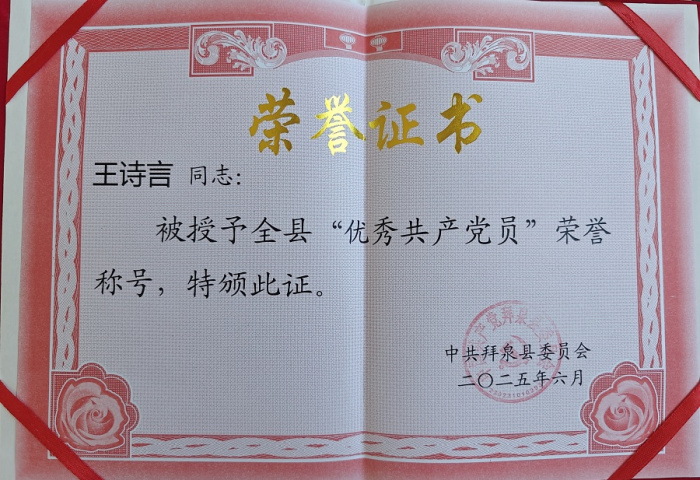 荣誉证书
王诗言 同志：
被授予全县“优秀共产党员”荣誉
称号，特颁此证。
中共拜泉县委员会
二〇二五年六月